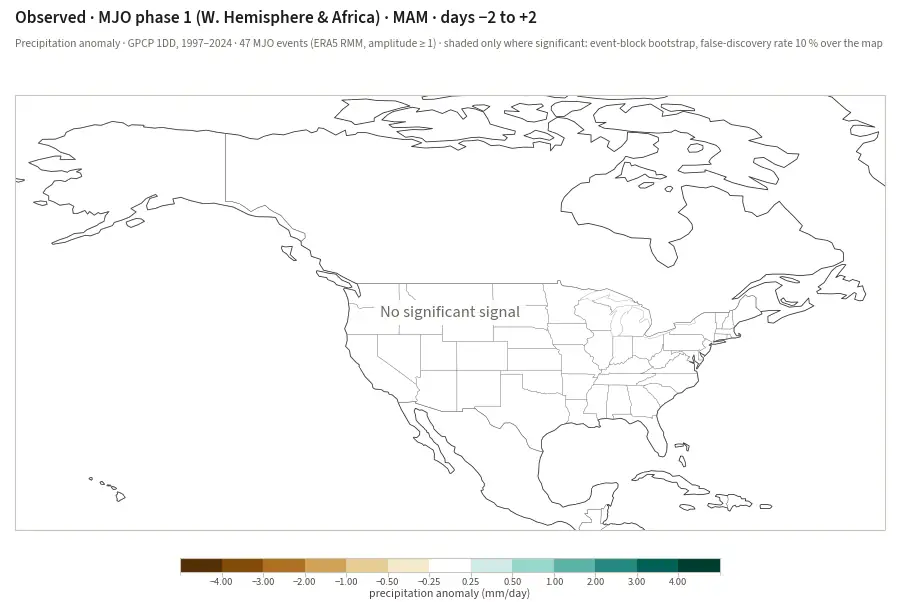 Observed · MJO phase 1 (W. Hemisphere & Africa) · MAM · days −2 to +2
Precipitation anomaly · GPCP 1DD, 1997–2024 · 47 MJO events (ERA5 RMM, amplitude ≥ 1) · shaded only where significant: event-block bootstrap, false-discovery rate 10 % over the map
No significant signal
−4.00 −3.00 −2.00 −1.00 −0.50 −0.25 0.25 0.50 1.00 2.00 3.00 4.00
precipitation anomaly (mm/day)